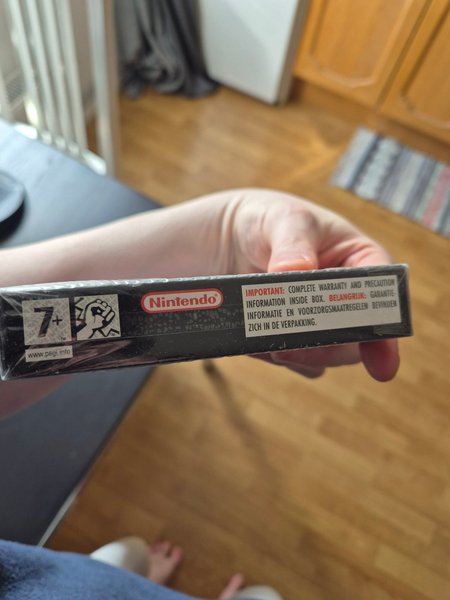 7+
www.pegi.info
Nintendo®
IMPORTANT: COMPLETE WARRANTY AND PRECAUTION
INFORMATION INSIDE BOX. BELANGRIJK: GARANTIE-
INFORMATIE EN VOORZORGSMAATREGELEN BEVINDEN
ZICH IN DE VERPAKKING.